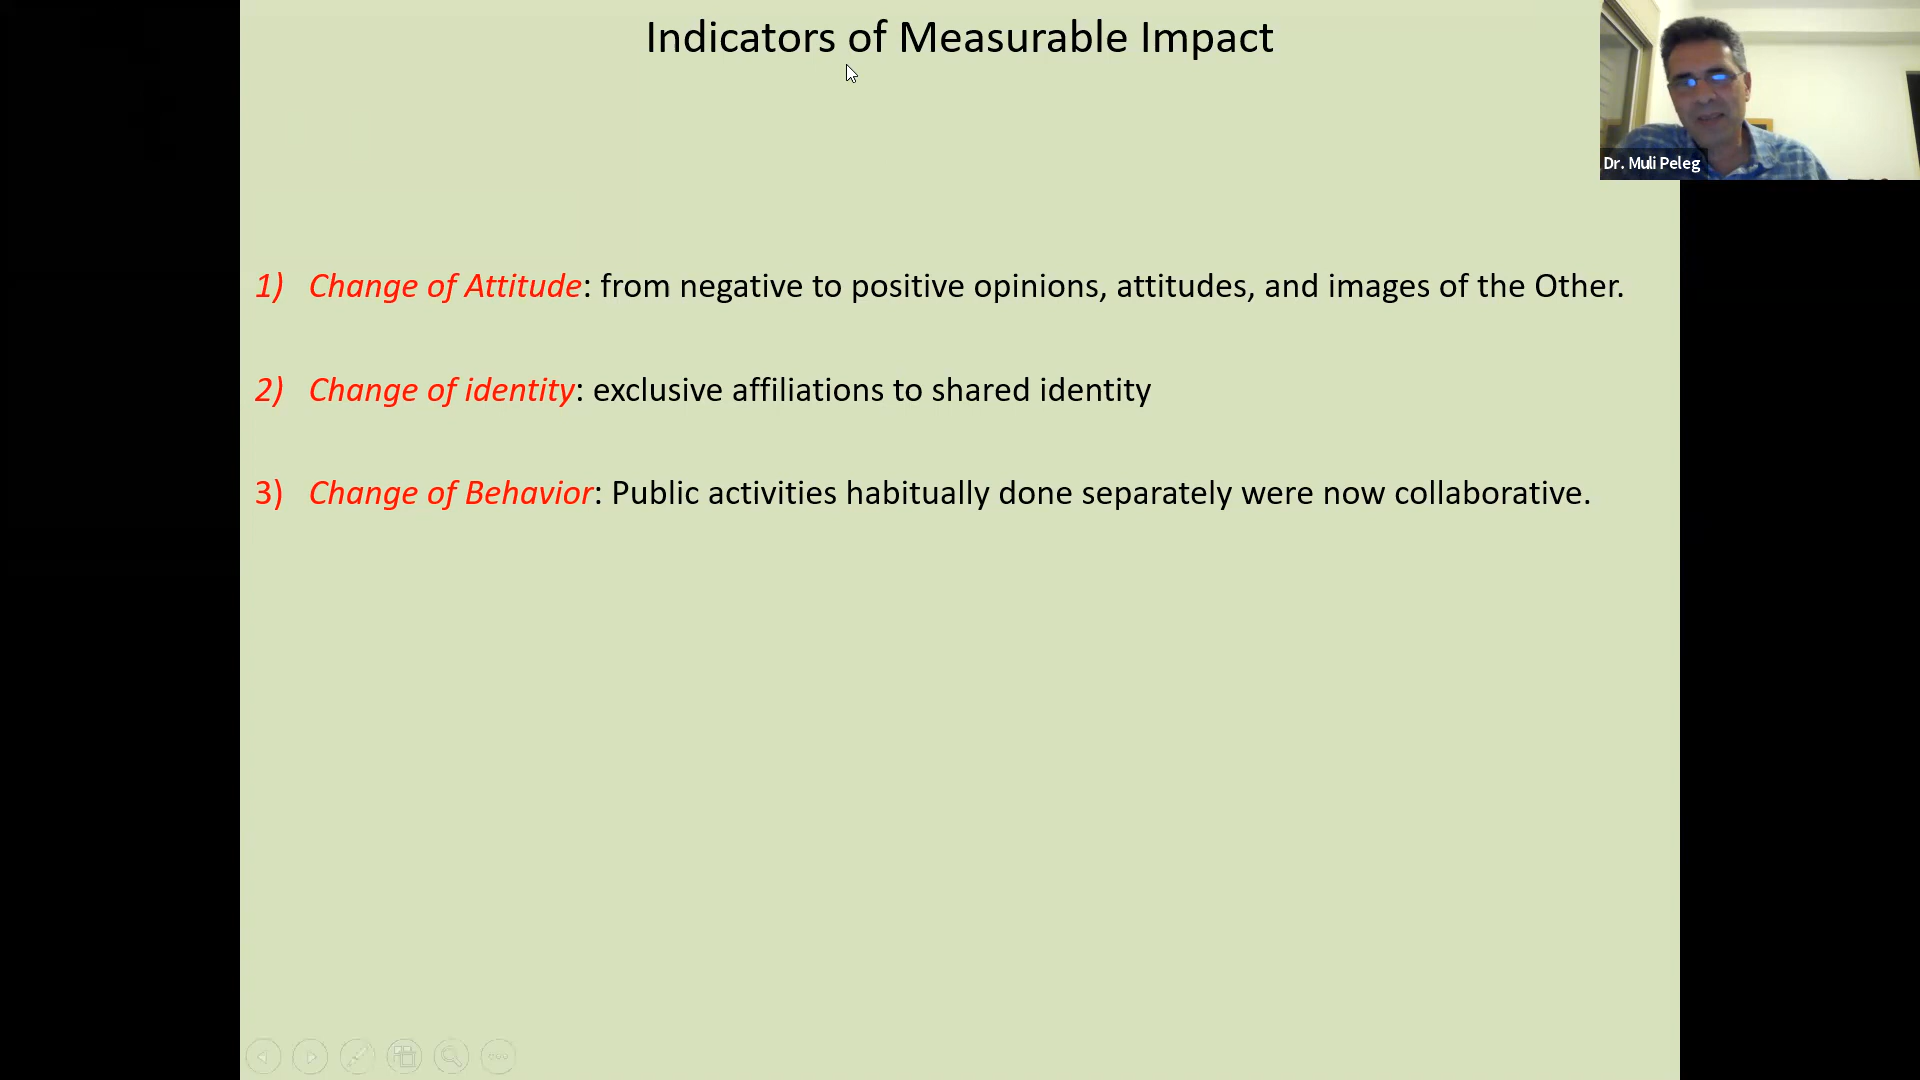 Indicators of Measurable Impact
Dr. Muli Peleg
1) Change of Attitude: from negative to positive opinions, attitudes, and images of the Other.
2) Change of identity: exclusive affiliations to shared identity
3) Change of Behavior: Public activities habitually done separately were now collaborative.